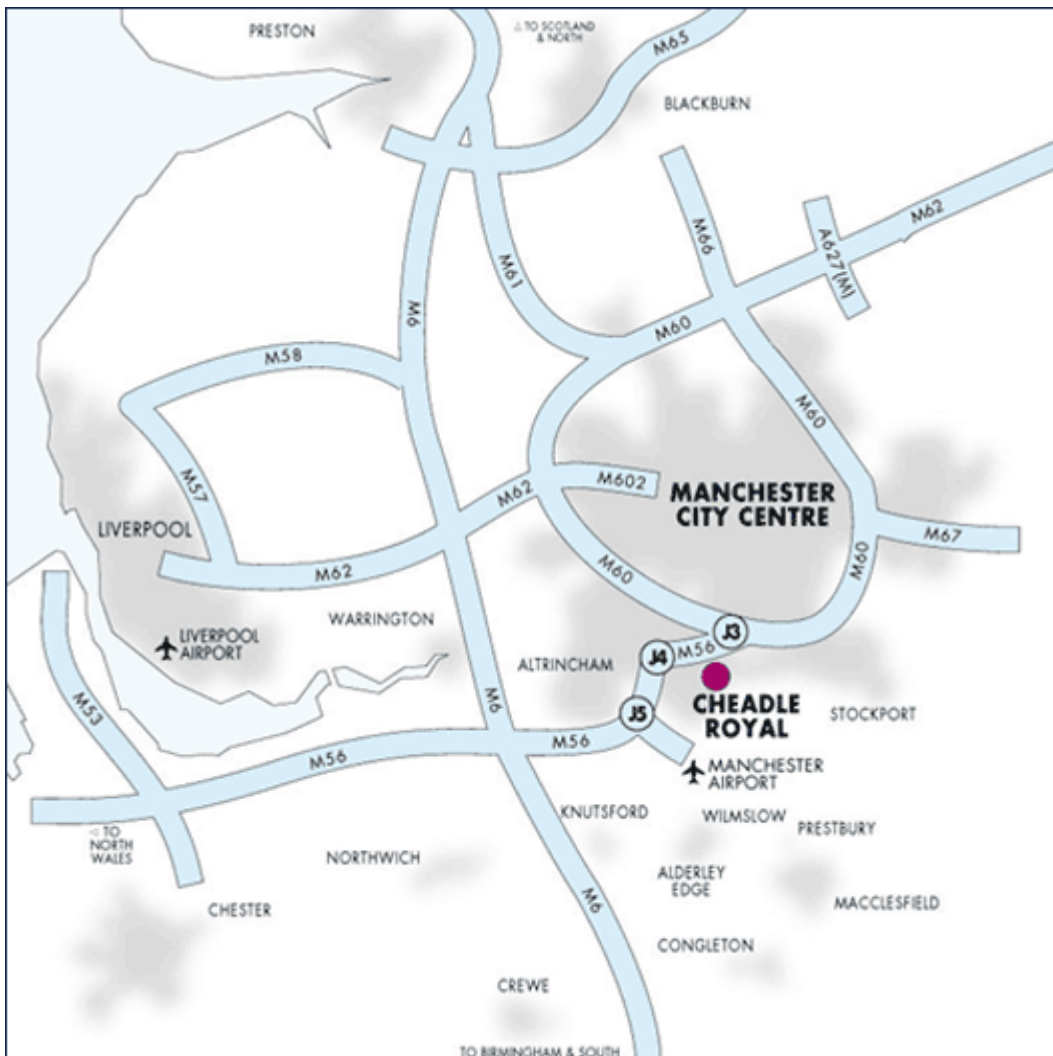 PRESTON
△ TO SCOTLAND
& NORTH
M65
BLACKBURN
M66
A627(M)
M62
M61
M6
M60
M58
M60
M57
M62
M602
MANCHESTER
CITY CENTRE
LIVERPOOL
M67
M62
M60
M60
WARRINGTON
J3
LIVERPOOL
AIRPORT
M56
J4
ALTRINCHAM
M53
M6
CHEADLE
ROYAL
STOCKPORT
J5
M56
M56
MANCHESTER
AIRPORT
KNUTSFORD
WILMSLOW
PRESTBURY
◁ TO
NORTH
WALES
NORTHWICH
ALDERLEY
EDGE
M6
MACCLESFIELD
CHESTER
CONGLETON
CREWE
TO BIRMINGHAM & SOUTH